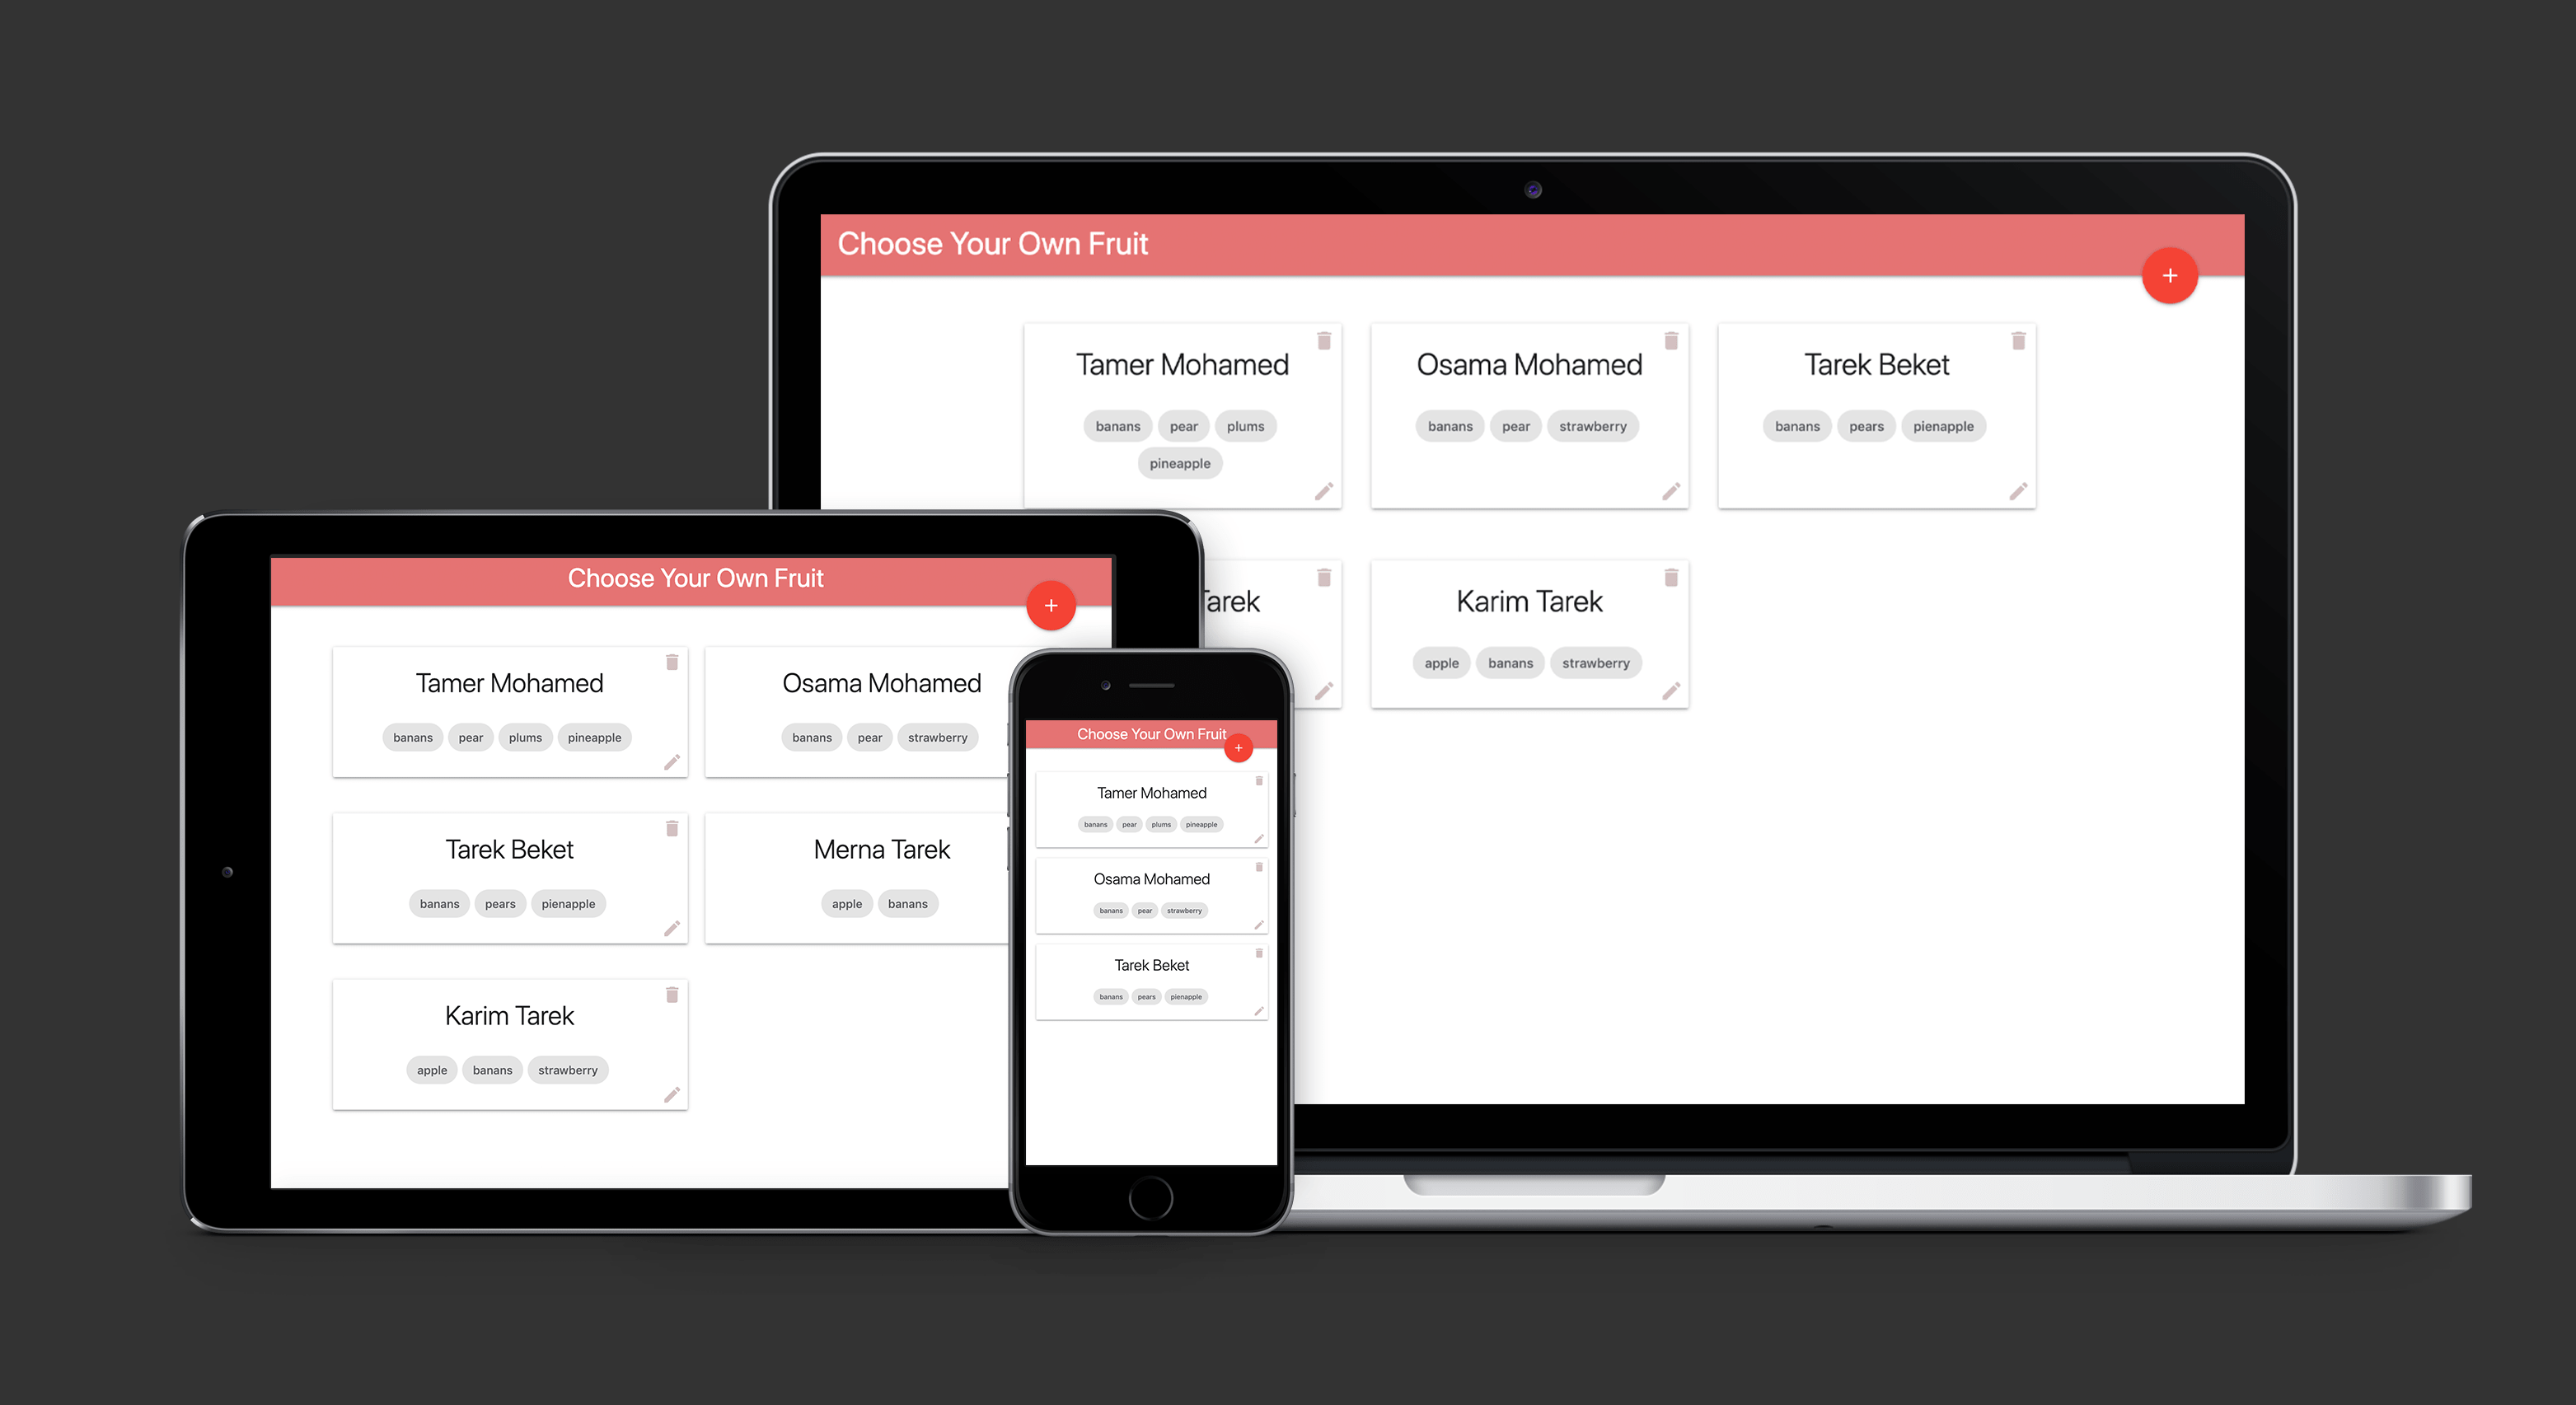 Choose Your Own Fruit
+
Tamer Mohamed
banans pear plums
pineapple
Osama Mohamed
banans pear strawberry
Tarek Beket
banans pears pienapple
Tarek
Karim Tarek
apple banans strawberry
Choose Your Own Fruit
+
Tamer Mohamed
banans pear plums pineapple
Osama Mohamed
banans pear strawberry
Tarek Beket
banans pears pienapple
Merna Tarek
apple banans
Karim Tarek
apple banans strawberry
Choose Your Own Fruit
+
Tamer Mohamed
banans pear plums pineapple
Osama Mohamed
banans pear strawberry
Tarek Beket
banans pears pienapple